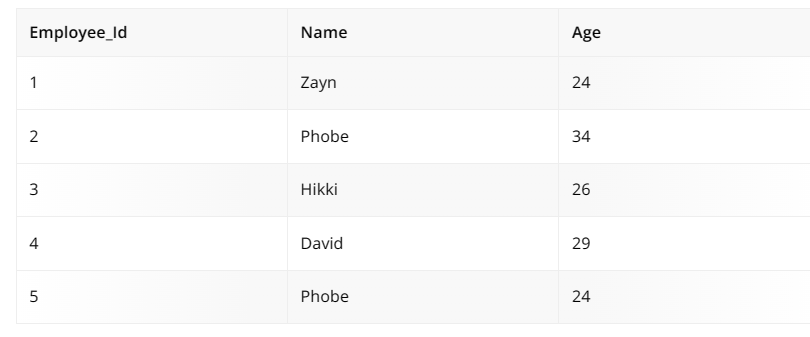 Employee_Id Name Age
1 Zayn 24
2 Phobe 34
3 Hikki 26
4 David 29
5 Phobe 24